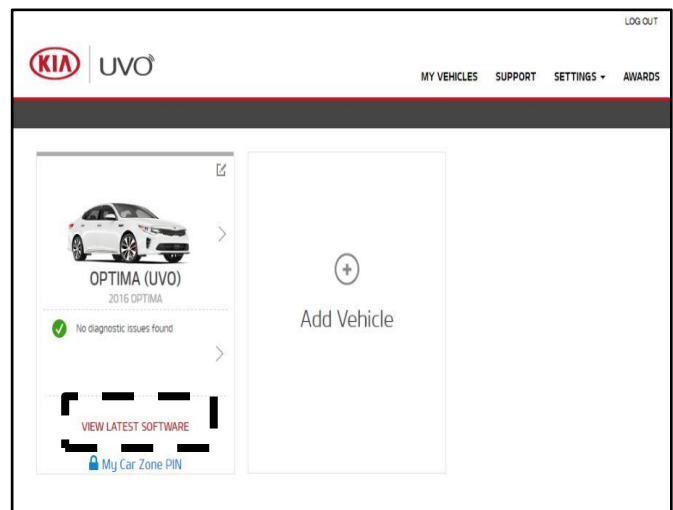 LOG OUT
KIA UVO
MY VEHICLES SUPPORT SETTINGS AWARDS
OPTIMA (UVO)
2016 OPTIMA
No diagnostic issues found
VIEW LATEST SOFTWARE
My Car Zone PIN
Add Vehicle